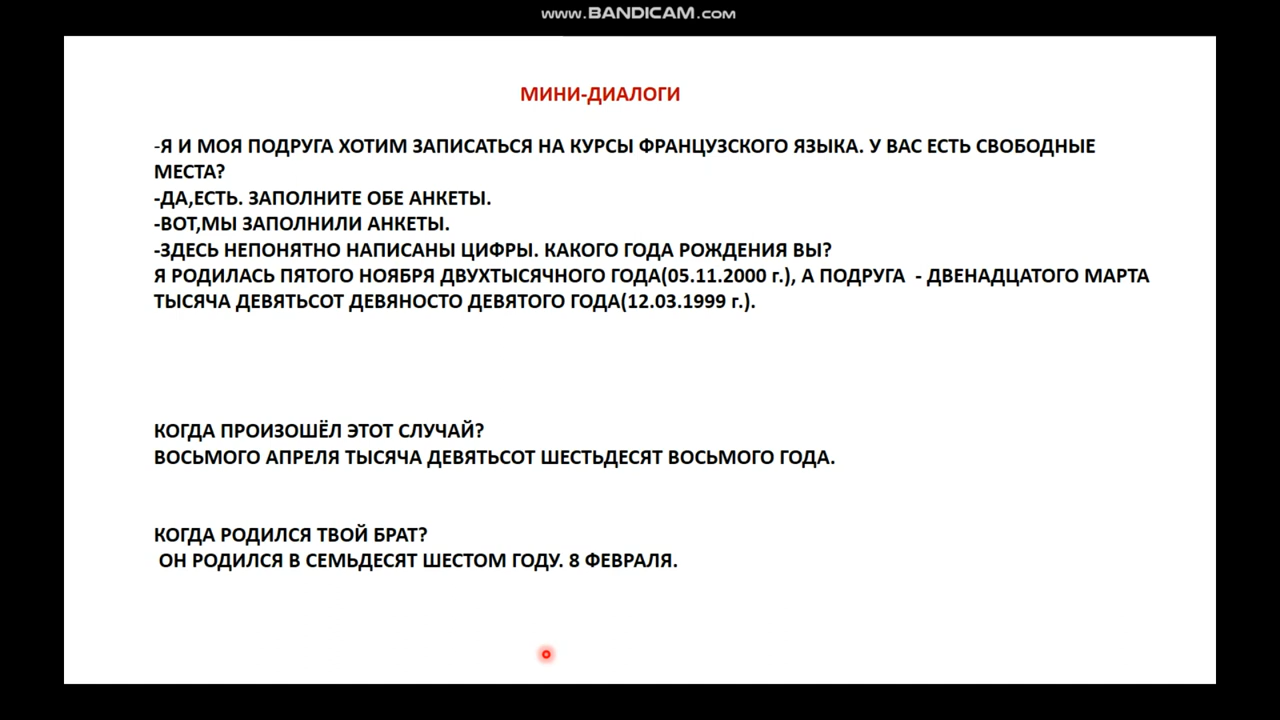 www.BANDICAM.com
МИНИ-ДИАЛОГИ
-Я И МОЯ ПОДРУГА ХОТИМ ЗАПИСАТЬСЯ НА КУРСЫ ФРАНЦУЗСКОГО ЯЗЫКА. У ВАС ЕСТЬ СВОБОДНЫЕ
МЕСТА?
-ДА,ЕСТЬ. ЗАПОЛНИТЕ ОБЕ АНКЕТЫ.
-ВОТ,МЫ ЗАПОЛНИЛИ АНКЕТЫ.
-ЗДЕСЬ НЕПОНЯТНО НАПИСАНЫ ЦИФРЫ. КАКОГО ГОДА РОЖДЕНИЯ ВЫ?
Я РОДИЛАСЬ ПЯТОГО НОЯБРЯ ДВУХТЫСЯЧНОГО ГОДА(05.11.2000 г.), А ПОДРУГА - ДВЕНАДЦАТОГО МАРТА
ТЫСЯЧА ДЕВЯТЬСОТ ДЕВЯНОСТО ДЕВЯТОГО ГОДА(12.03.1999 г.).
КОГДА ПРОИЗОШЁЛ ЭТОТ СЛУЧАЙ?
ВОСЬМОГО АПРЕЛЯ ТЫСЯЧА ДЕВЯТЬСОТ ШЕСТЬДЕСЯТ ВОСЬМОГО ГОДА.
КОГДА РОДИЛСЯ ТВОЙ БРАТ?
ОН РОДИЛСЯ В СЕМЬДЕСЯТ ШЕСТОМ ГОДУ. 8 ФЕВРАЛЯ.